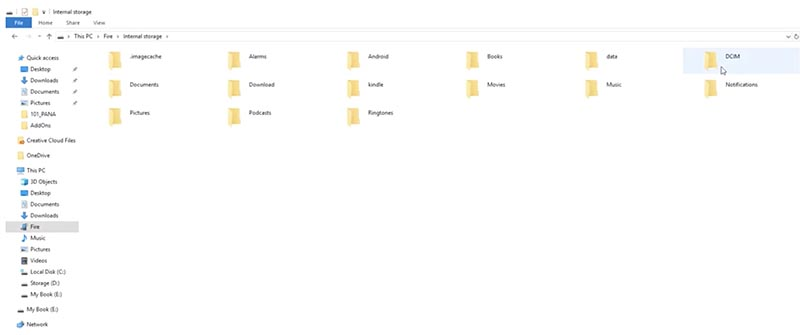 Internal storage
File Home Share View
This PC Fire Internal storage
Quick access
Desktop
Downloads
Documents
Pictures
101_PANA
AddOns
Creative Cloud Files
OneDrive
This PC
3D Objects
Desktop
Documents
Downloads
Fire
Music
Pictures
Videos
Local Disk (C:)
Storage (D:)
My Book (E:)
My Book (E:)
Network
.imagecache Alarms Android Books data DCIM
Documents Download kindle Movies Music Notifications
Pictures Podcasts Ringtones